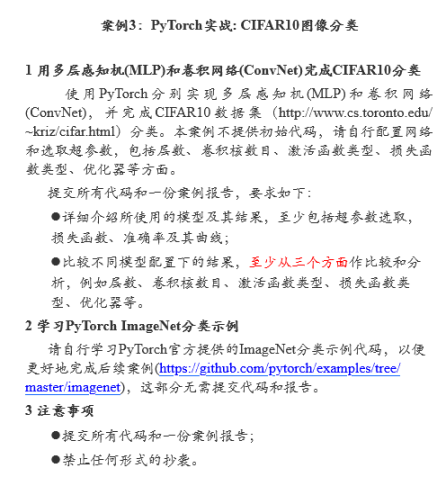 案例3：PyTorch实战: CIFAR10图像分类
1 用多层感知机(MLP)和卷积网络(ConvNet)完成CIFAR10分类
使用PyTorch分别实现多层感知机(MLP)和卷积网络
(ConvNet)，并完成CIFAR10数据集（http://www.cs.toronto.edu/
~kriz/cifar.html）分类。本案例不提供初始代码，请自行配置网络
和选取超参数，包括层数、卷积核数目、激活函数类型、损失函
数类型、优化器等方面。
提交所有代码和一份案例报告，要求如下：
●详细介绍所使用的模型及其结果，至少包括超参数选取，
损失函数、准确率及其曲线；
●比较不同模型配置下的结果，至少从三个方面作比较和分
析，例如层数、卷积核数目、激活函数类型、损失函数类
型、优化器等。
2 学习PyTorch ImageNet分类示例
请自行学习PyTorch官方提供的ImageNet分类示例代码，以便
更好地完成后续案例(https://github.com/pytorch/examples/tree/
master/imagenet)，这部分无需提交代码和报告。
3 注意事项
●提交所有代码和一份案例报告；
●禁止任何形式的抄袭。